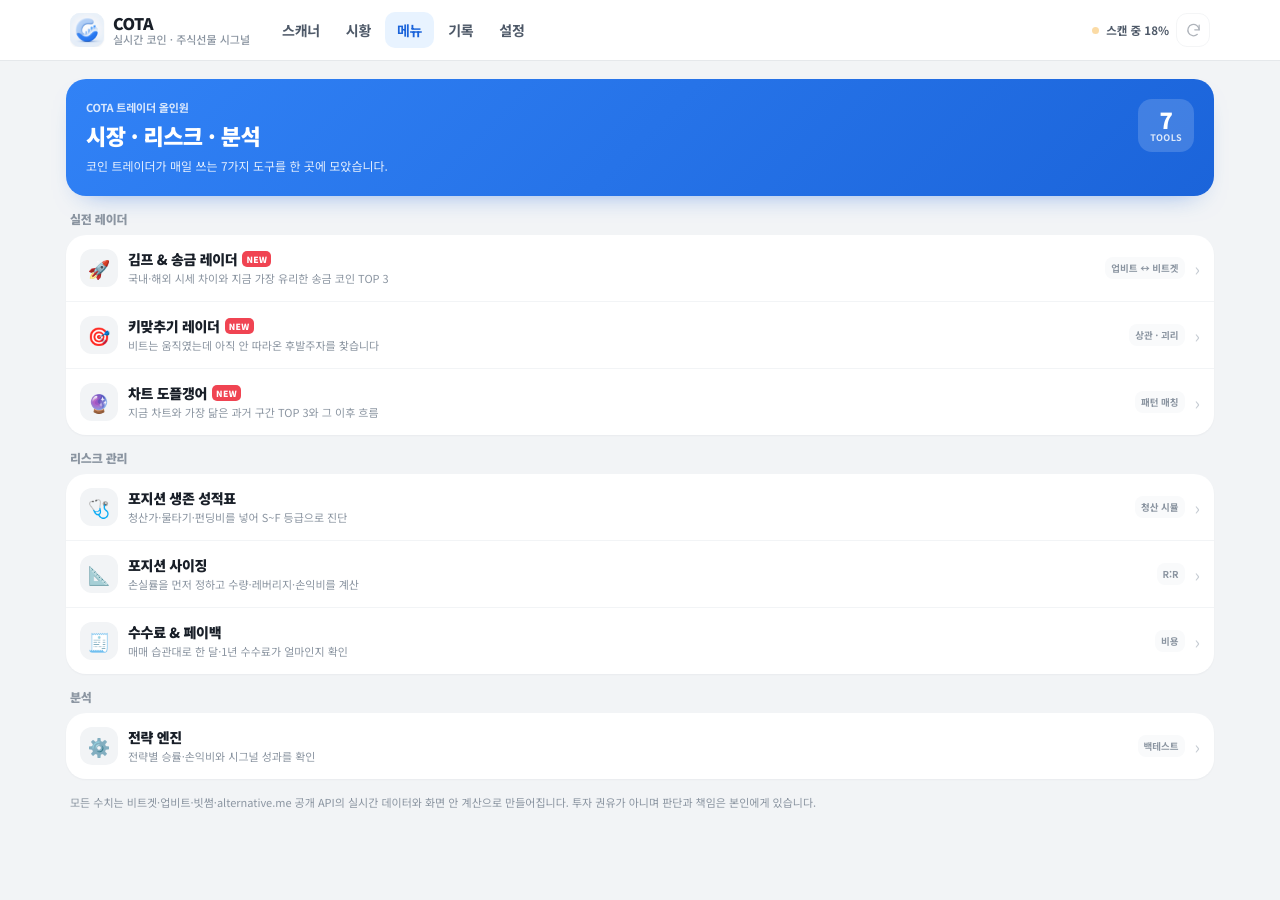 COTA
실시간 코인 · 주식선물 시그널
스캐너
시황
메뉴
기록
설정
스캔 중 18%
COTA 트레이더 올인원
시장 · 리스크 · 분석
코인 트레이더가 매일 쓰는 7가지 도구를 한 곳에 모았습니다.
7
TOOLS
실전 레이더
김프 & 송금 레이더 NEW
국내·해외 시세 차이와 지금 가장 유리한 송금 코인 TOP 3
업비트 ↔ 비트겟
키맞추기 레이더 NEW
비트는 움직였는데 아직 안 따라온 후발주자를 찾습니다
상관 · 괴리
차트 도플갱어 NEW
지금 차트와 가장 닮은 과거 구간 TOP 3와 그 이후 흐름
패턴 매칭
리스크 관리
포지션 생존 성적표
청산가·물타기·펀딩비를 넣어 S~F 등급으로 진단
청산 시뮬
포지션 사이징
손실률을 먼저 정하고 수량·레버리지·손익비를 계산
R:R
수수료 & 페이백
매매 습관대로 한 달·1년 수수료가 얼마인지 확인
비용
분석
전략 엔진
전략별 승률·손익비와 시그널 성과를 확인
백테스트
모든 수치는 비트겟·업비트·빗썸·alternative.me 공개 API의 실시간 데이터와 화면 안 계산으로 만들어집니다. 투자 권유가 아니며 판단과 책임은 본인에게 있습니다.